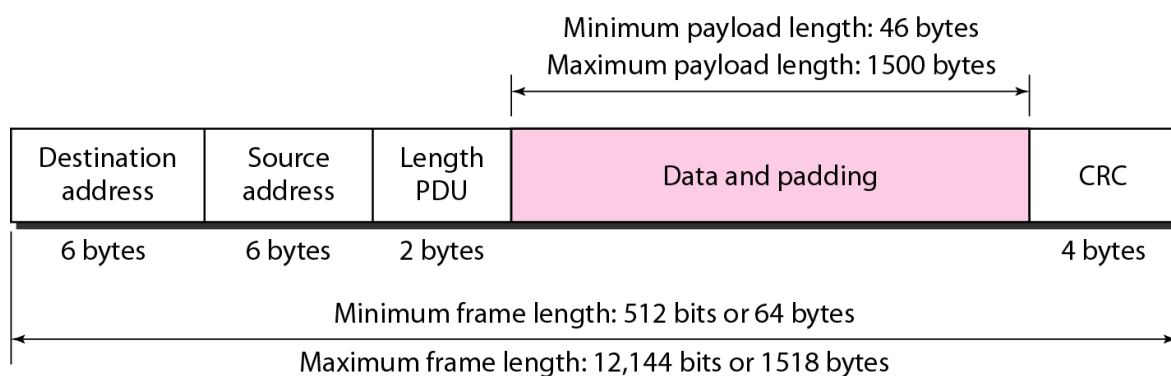 Minimum payload length: 46 bytes
Maximum payload length: 1500 bytes
Destination address
Source address
Length PDU
Data and padding
CRC
6 bytes
6 bytes
2 bytes
4 bytes
Minimum frame length: 512 bits or 64 bytes
Maximum frame length: 12,144 bits or 1518 bytes